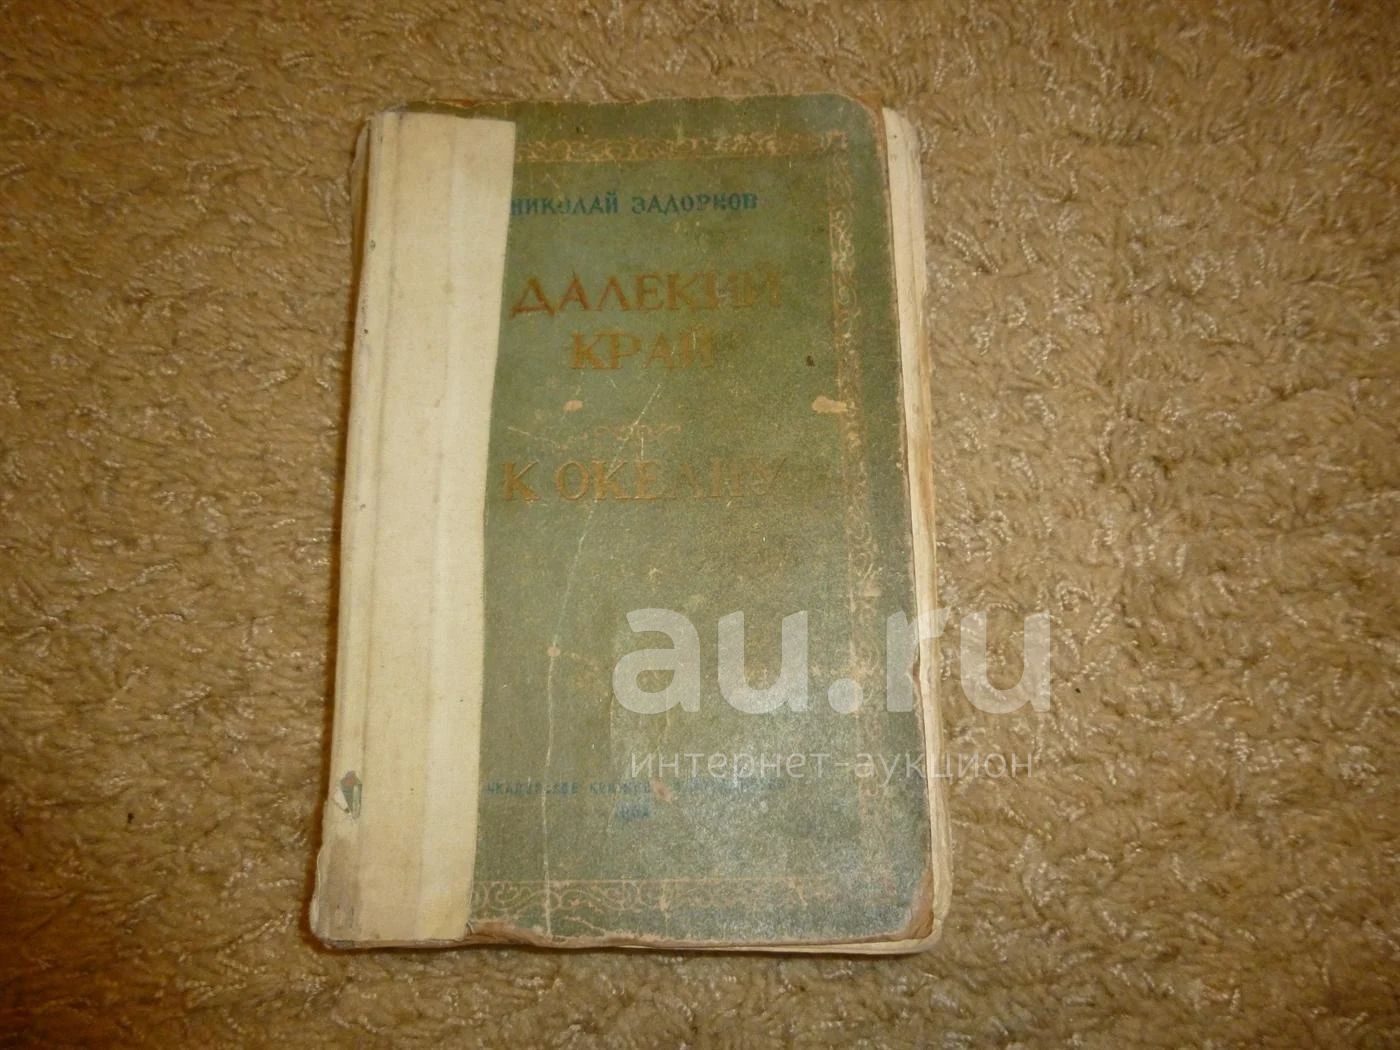 НИКОЛАЙ ЗАДОРНОВ
ДАЛЕКИЙ
КРАЙ
К ОКЕАНУ
au.ru
интернет-аукцион